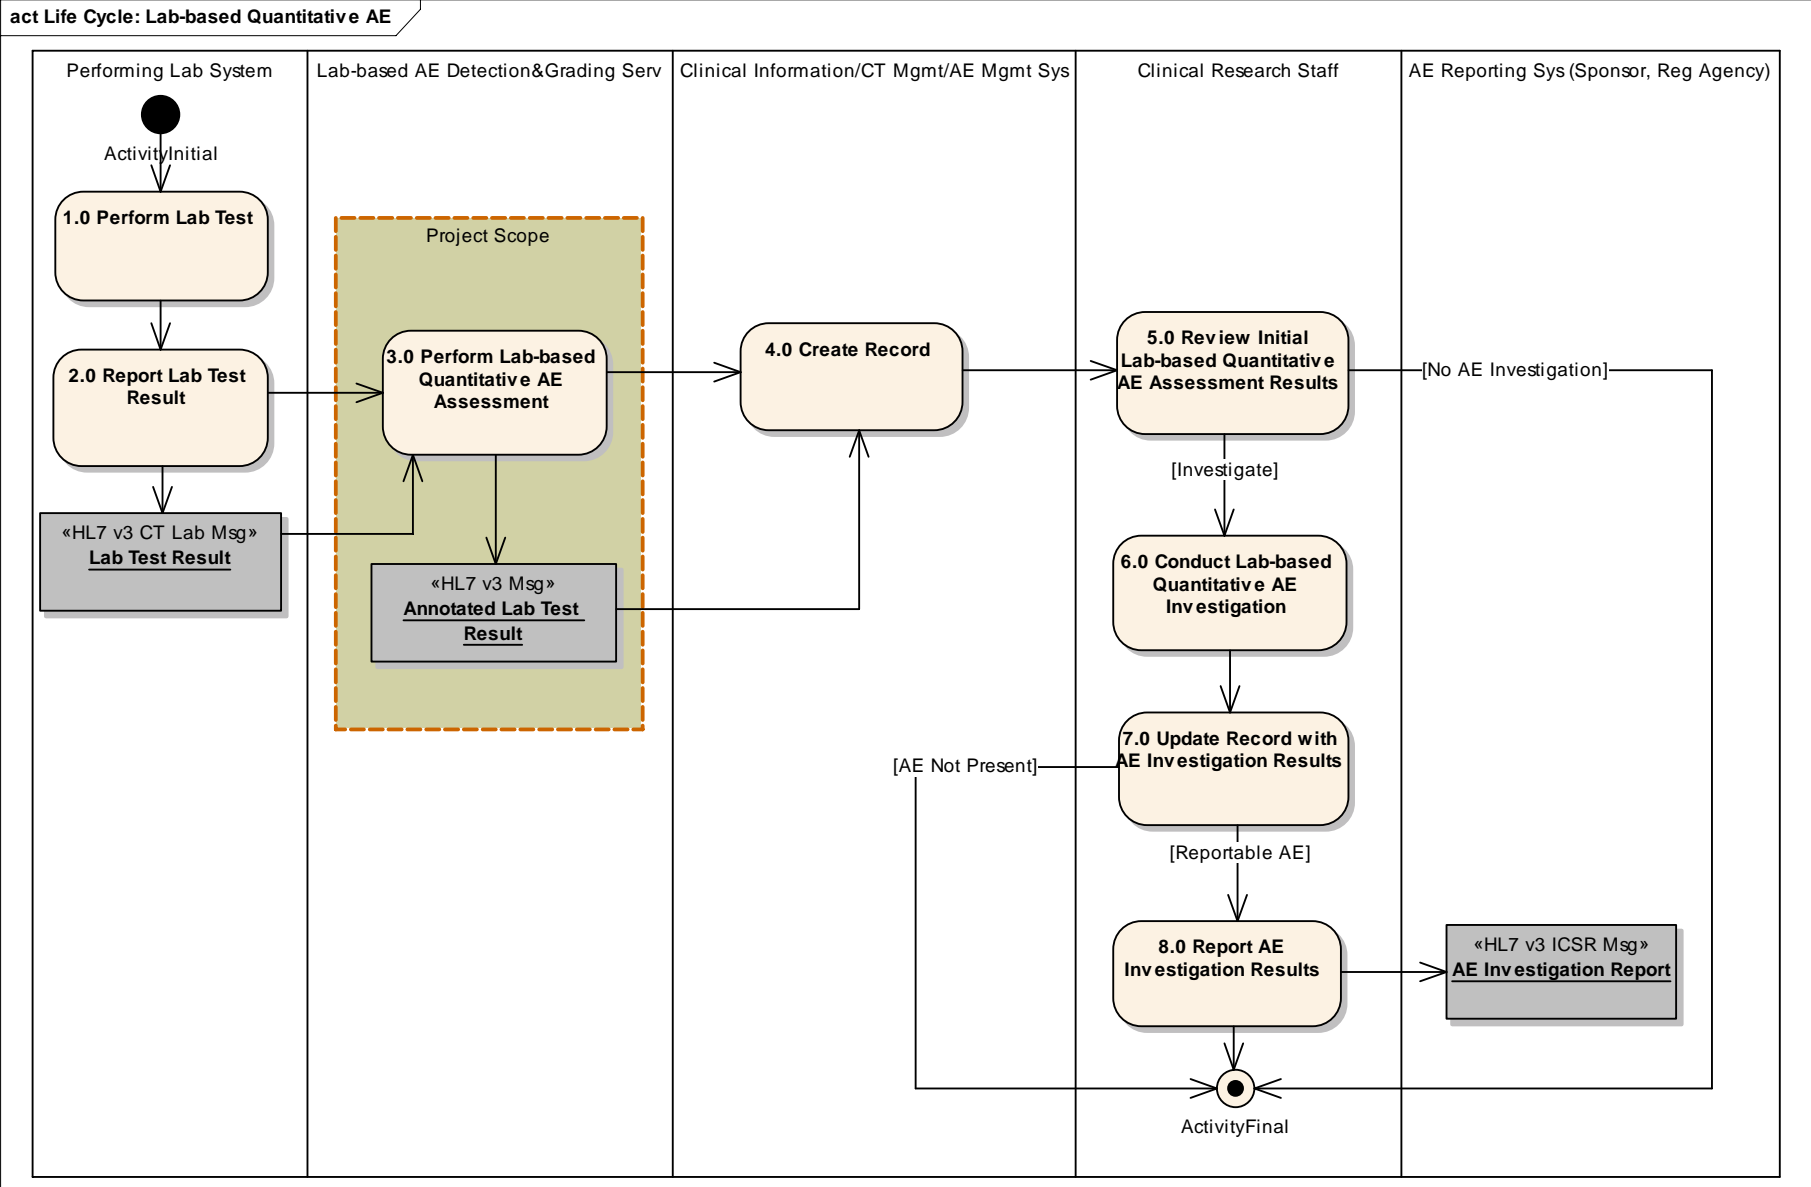 act Life Cycle: Lab-based Quantitative AE
Performing Lab System
Lab-based AE Detection&Grading Serv
Clinical Information/CT Mgmt/AE Mgmt Sys
Clinical Research Staff
AE Reporting Sys (Sponsor, Reg Agency)
ActivityInitial
1.0 Perform Lab Test
2.0 Report Lab Test
Result
«HL7 v3 CT Lab Msg»
Lab Test Result
Project Scope
3.0 Perform Lab-based
Quantitative AE
Assessment
«HL7 v3 Msg»
Annotated Lab Test
Result
4.0 Create Record
5.0 Review Initial
Lab-based Quantitative
AE Assessment Results
[No AE Investigation]
[Investigate]
6.0 Conduct Lab-based
Quantitative AE
Investigation
7.0 Update Record with
AE Investigation Results
[AE Not Present]
[Reportable AE]
8.0 Report AE
Investigation Results
«HL7 v3 ICSR Msg»
AE Investigation Report
ActivityFinal